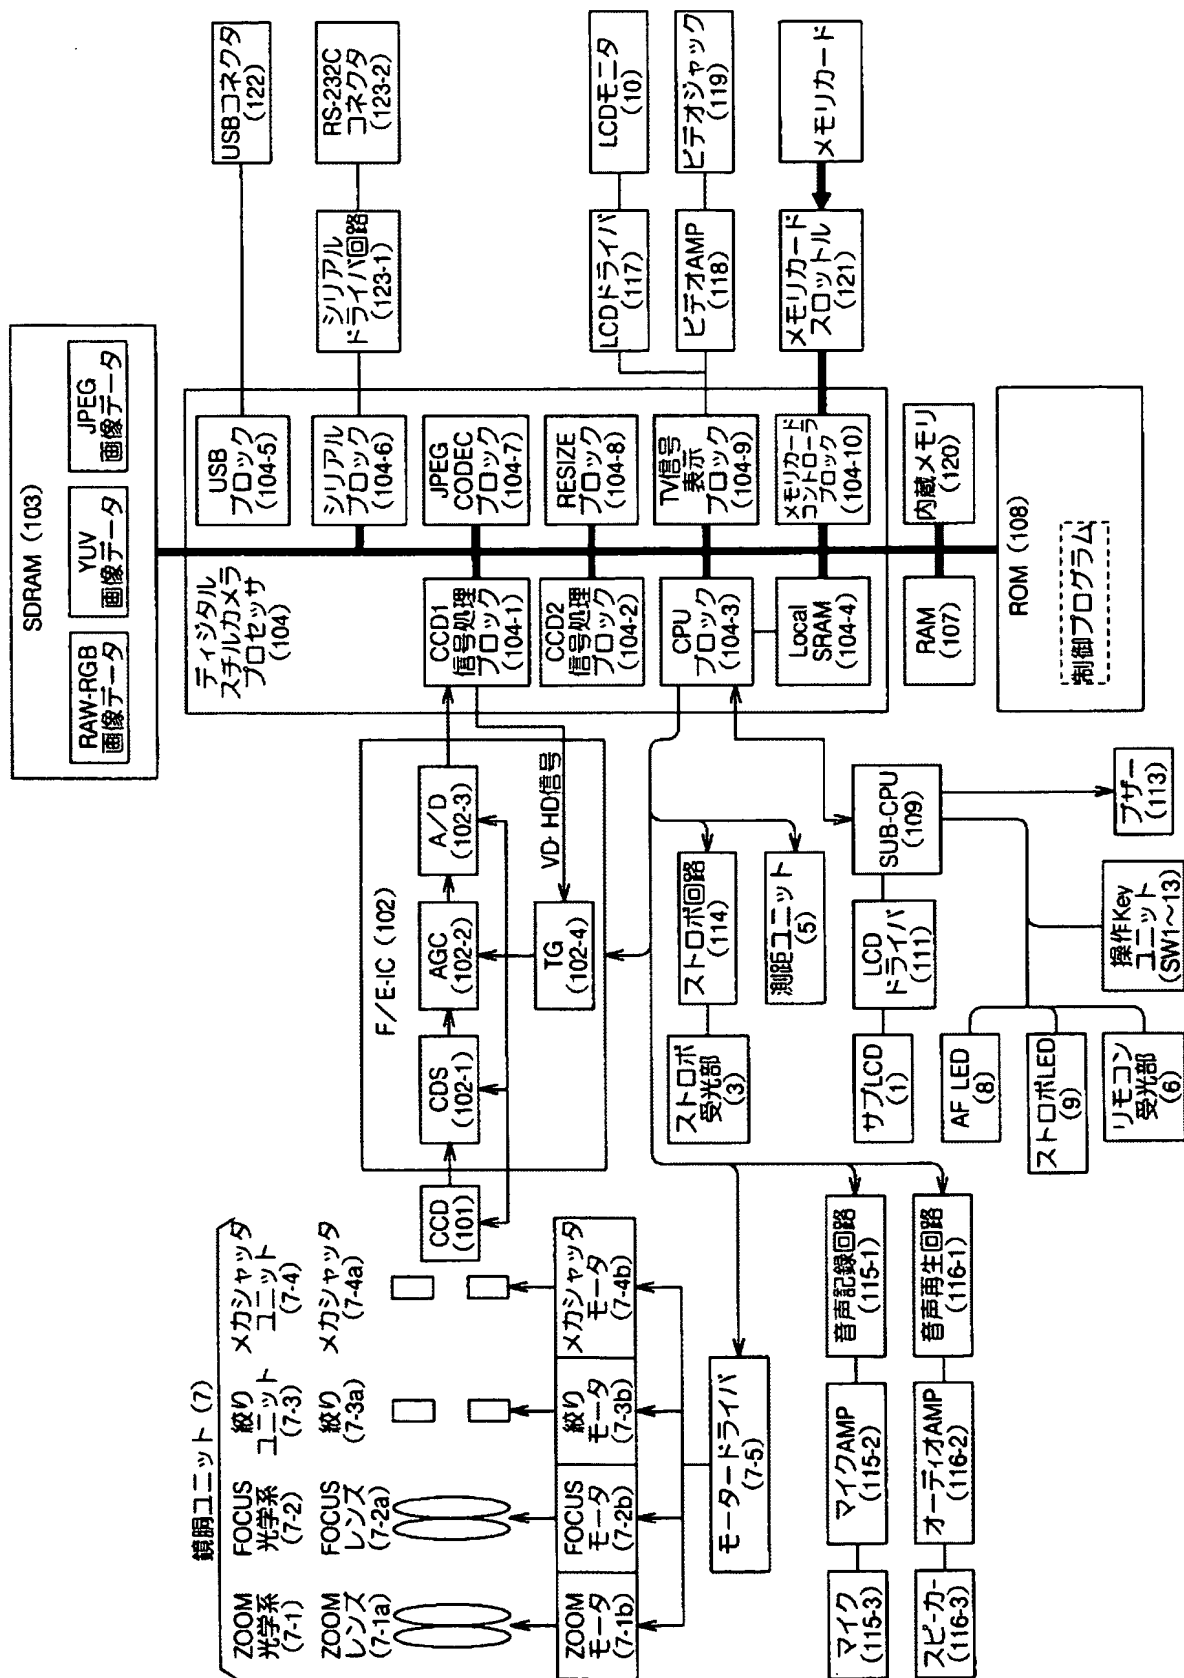 鏡胴ユニット (7)
ZOOM
光学系
(7-1)
FOCUS
光学系
(7-2)
絞り
ユニット
(7-3)
メカシャッタ
ユニット
(7-4)
ZOOM
レンズ
(7-1a)
FOCUS
レンズ
(7-2a)
絞り
(7-3a)
メカシャッタ
(7-4a)
ZOOM
モータ
(7-1b)
FOCUS
モータ
(7-2b)
絞り
モータ
(7-3b)
メカシャッタ
モータ
(7-4b)
モータードライバ
(7-5)
CCD
(101)
F/E-IC (102)
CDS
(102-1)
AGC
(102-2)
A/D
(102-3)
TG
(102-4)
VD·HD信号
SDRAM (103)
RAW-RGB
画像データ
YUV
画像データ
JPEG
画像データ
ディジタル
スチルカメラ
プロセッサ
(104)
CCD1
信号処理
ブロック
(104-1)
CCD2
信号処理
ブロック
(104-2)
CPU
ブロック
(104-3)
Local
SRAM
(104-4)
USB
ブロック
(104-5)
シリアル
ブロック
(104-6)
JPEG
CODEC
ブロック
(104-7)
RESIZE
ブロック
(104-8)
TV信号
表示
ブロック
(104-9)
メモリカード
コントローラ
ブロック
(104-10)
USBコネクタ
(122)
シリアル
ドライバ回路
(123-1)
RS-232C
コネクタ
(123-2)
LCDドライバ
(117)
LCDモニタ
(10)
ビデオAMP
(118)
ビデオジャック
(119)
メモリカード
スロットル
(121)
メモリカード
RAM
(107)
内蔵メモリ
(120)
ROM (108)
制御プログラム
ストロボ
受光部
(3)
ストロボ回路
(114)
測距ユニット
(5)
サブLCD
(1)
LCD
ドライバ
(111)
SUB-CPU
(109)
AF LED
(8)
ストロボLED
(9)
リモコン
受光部
(6)
操作Key
ユニット
(SW1~13)
ブザー
(113)
マイク
(115-3)
マイクAMP
(115-2)
音声記録回路
(115-1)
スピーカー
(116-3)
オーディオAMP
(116-2)
音声再生回路
(116-1)